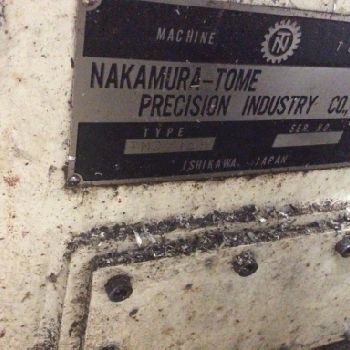 MACHINE
NAKAMURA-TOME
PRECISION INDUSTRY CO.,
TYPE SER. NO.
ISHIKAWA, JAPAN